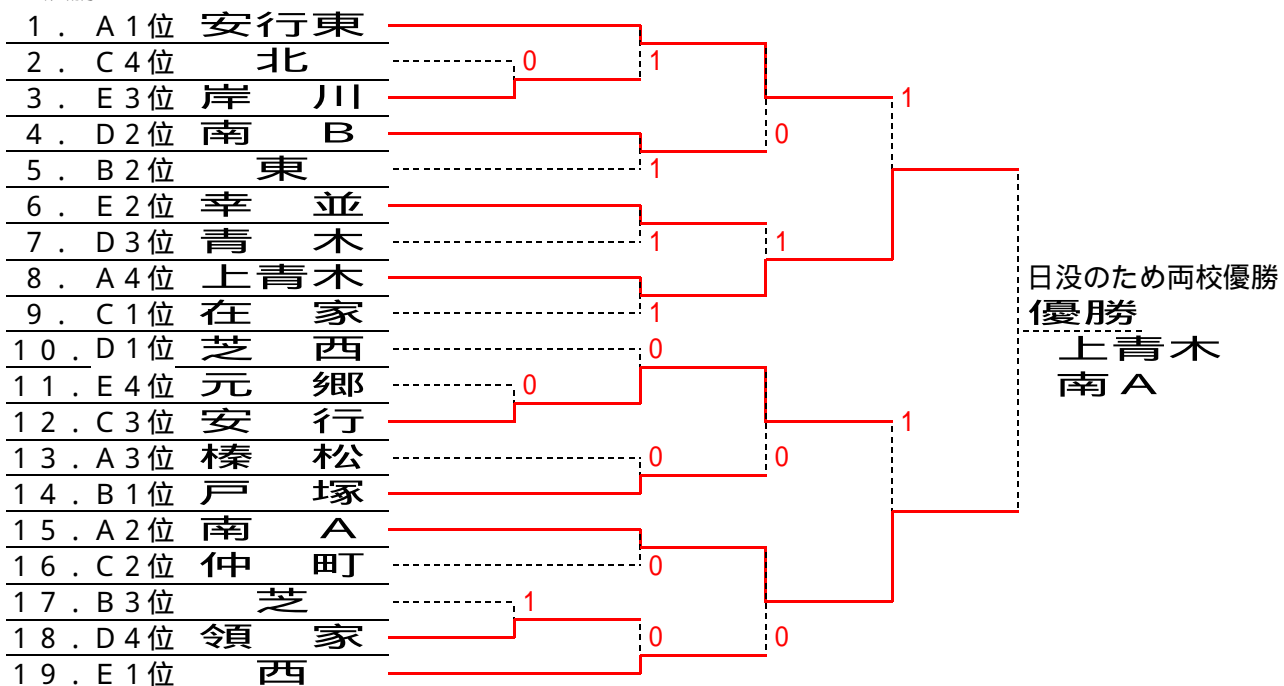 1. A1位 安行東
2. C4位 北
0
1
3. E3位 岸川
1
4. D2位 南B
0
5. B2位 東
1
6. E2位 幸並
7. D3位 青木
1
1
8. A4位 上青木
日没のため両校優勝
9. C1位 在家
1
優勝
10. D1位 芝西
0
上青木
11. E4位 元郷
0
南A
12. C3位 安行
1
13. A3位 榛松
0
0
14. B1位 戸塚
15. A2位 南A
16. C2位 仲町
0
17. B3位 芝
1
18. D4位 領家
0
0
19. E1位 西